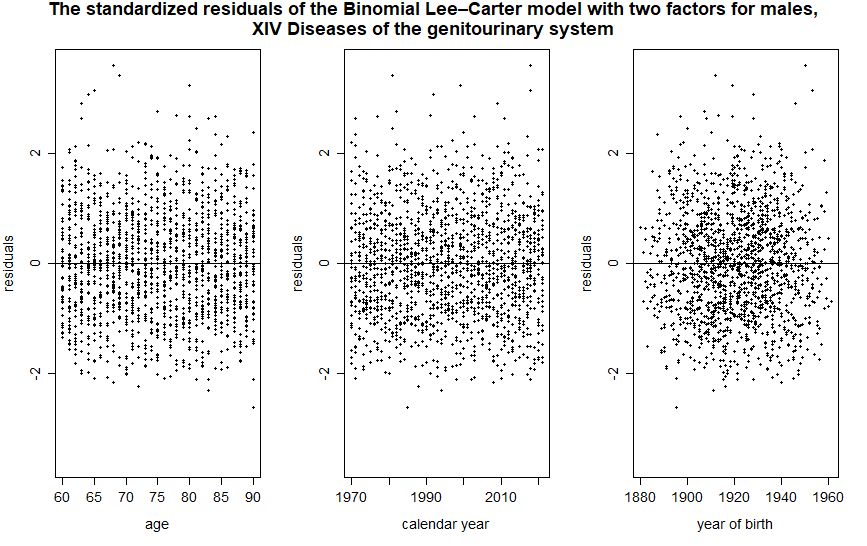 The standardized residuals of the Binomial Lee–Carter model with two factors for males,
XIV Diseases of the genitourinary system
residuals
2
0
-2
60 65 70 75 80 85 90
age
residuals
2
0
-2
1970 1990 2010
calendar year
residuals
2
0
-2
1880 1900 1920 1940 1960
year of birth